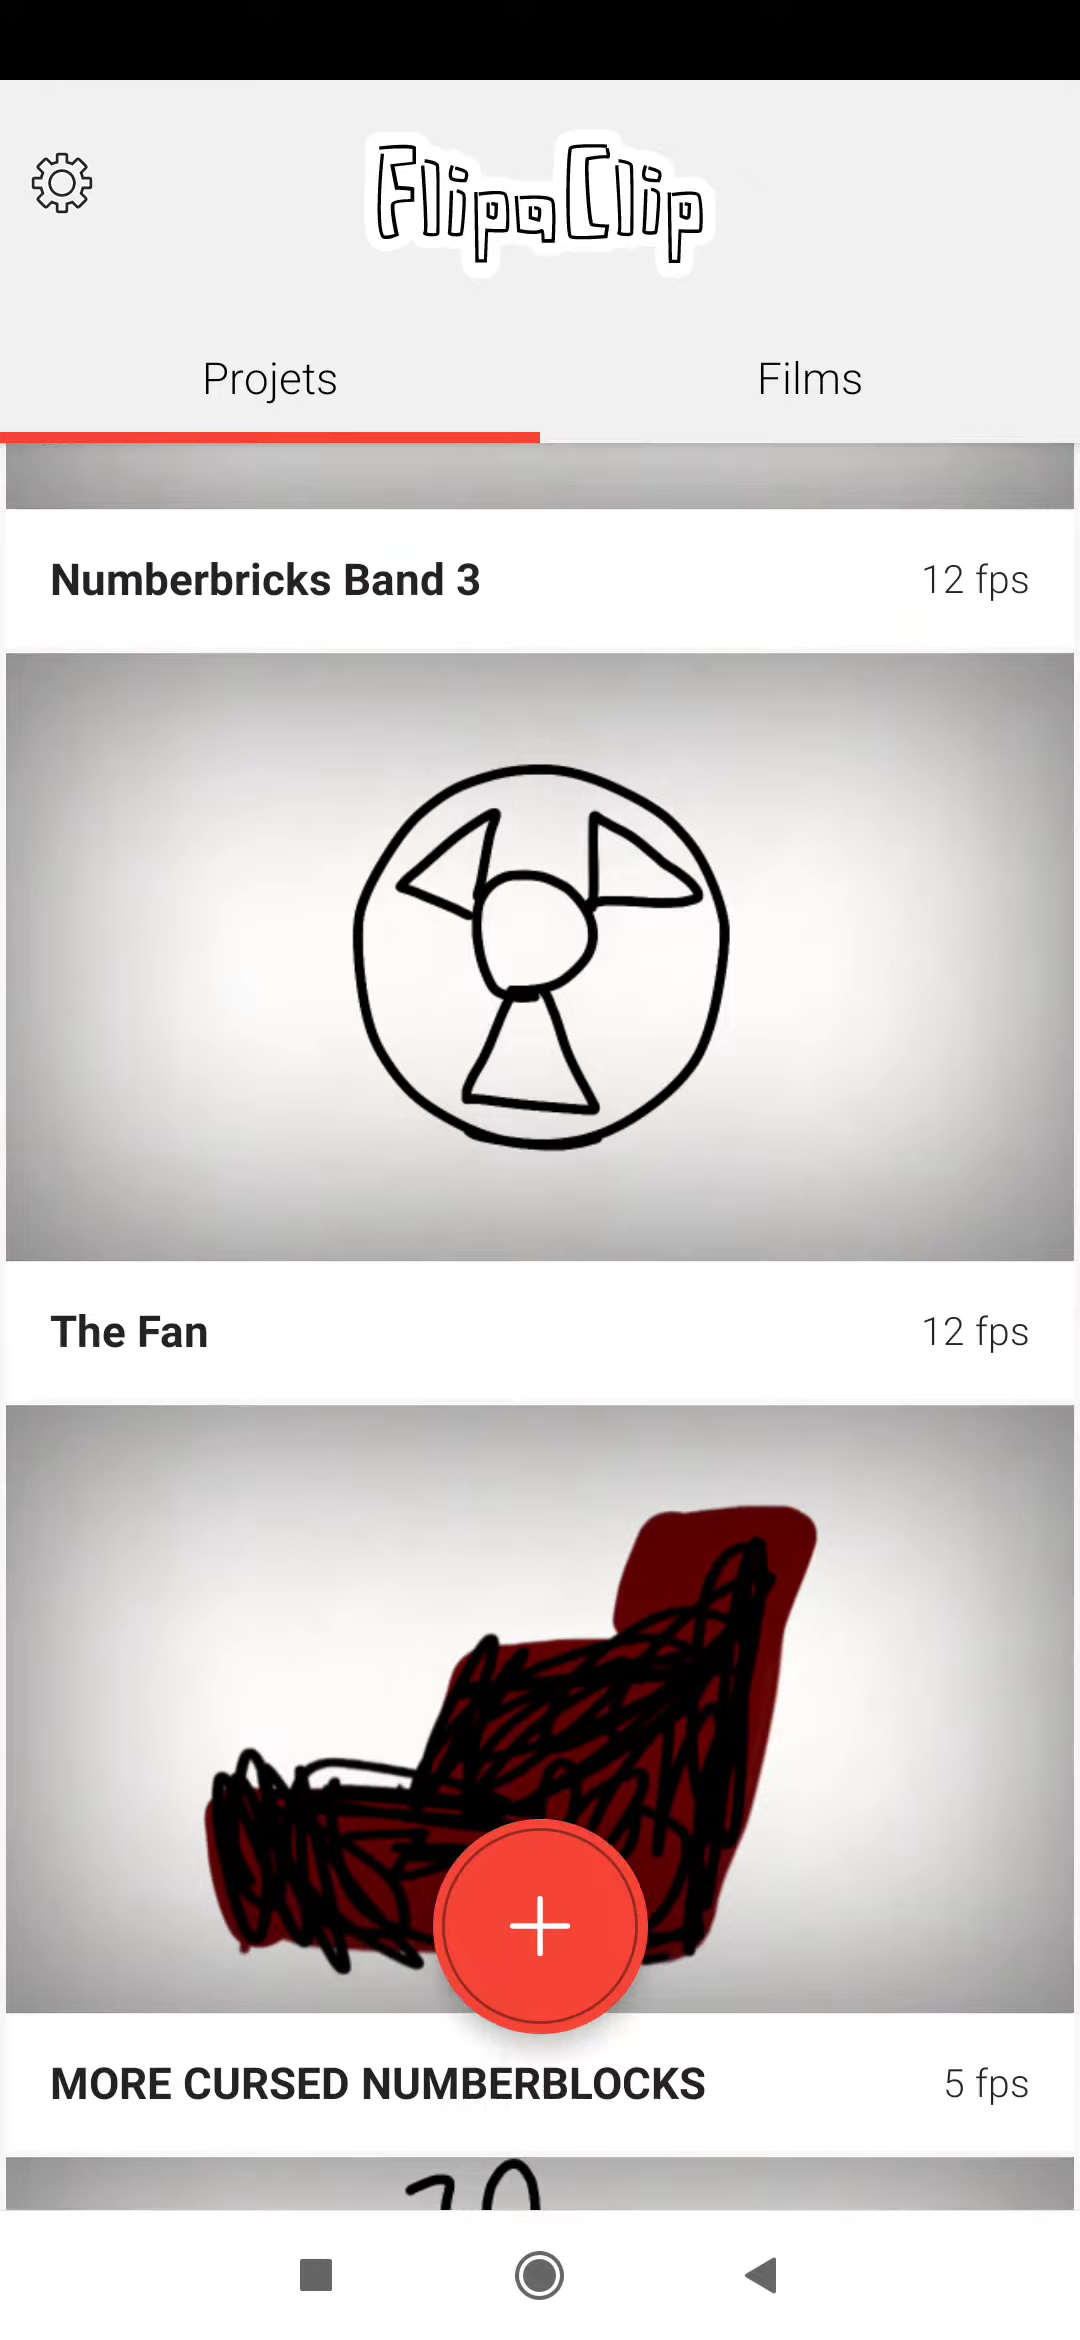 FlipaClip
Projets
Films
Numberbricks Band 3
12 fps
The Fan
12 fps
MORE CURSED NUMBERBLOCKS
5 fps